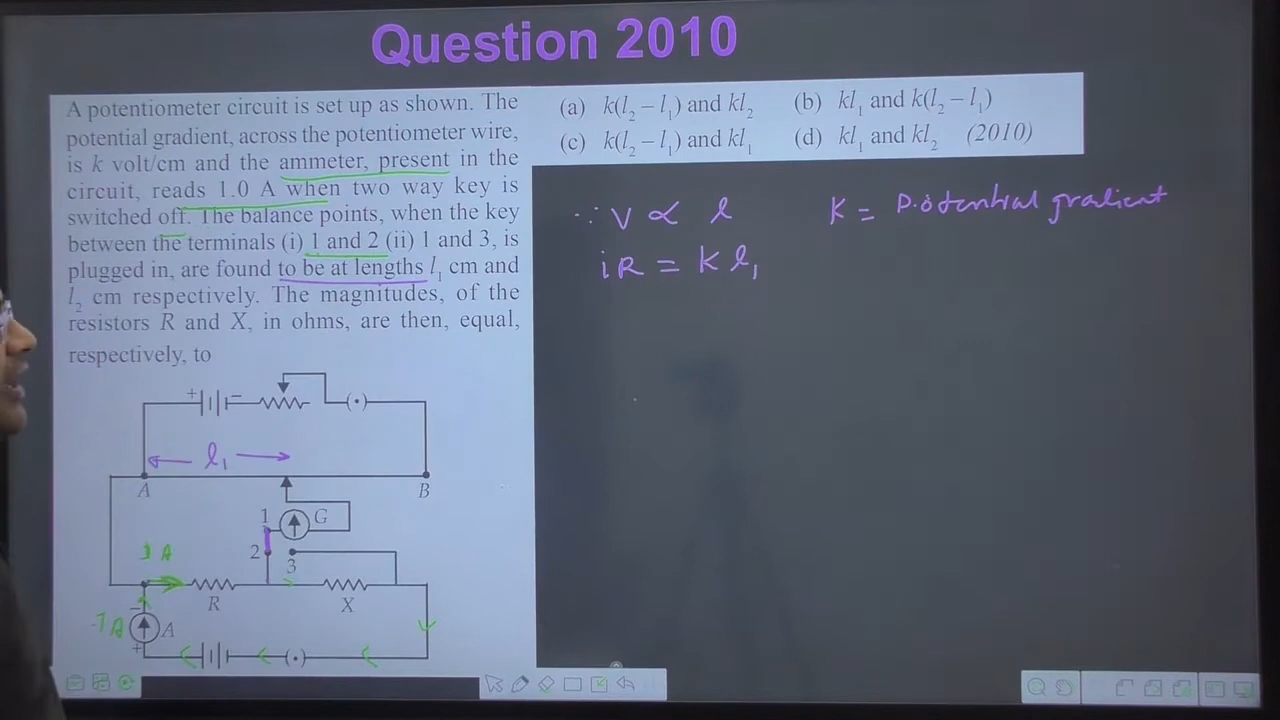 Question 2010
A potentiometer circuit is set up as shown. The
potential gradient, across the potentiometer wire,
is k volt/cm and the ammeter, present in the
circuit, reads 1.0 A when two way key is
switched off. The balance points, when the key
between the terminals (i) 1 and 2 (ii) 1 and 3, is
plugged in, are found to be at lengths l₁ cm and
l₂ cm respectively. The magnitudes, of the
resistors R and X, in ohms, are then, equal,
respectively, to
(a) k(l₂ – l₁) and kl₂ (b) kl₁ and k(l₂ – l₁)
(c) k(l₂ – l₁) and kl₁ (d) kl₁ and kl₂ (2010)
∵ V ∝ l K = Potential gradient
iR = K l₁
+ −
l₁
A B
1 G
2
3
1 A
R X
− 1A A
+